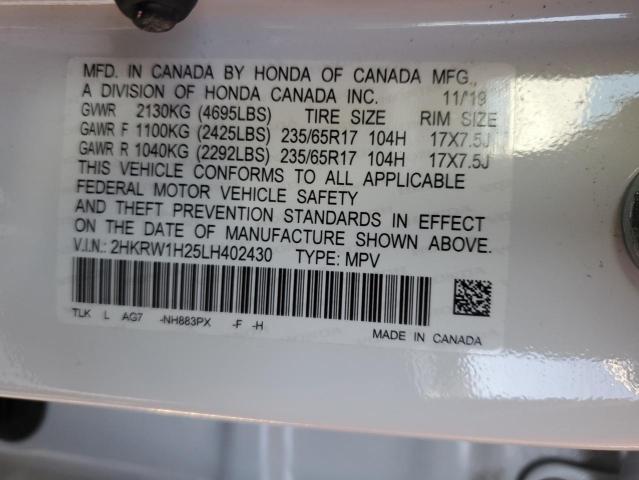 MFD. IN CANADA BY HONDA OF CANADA MFG.,
A DIVISION OF HONDA CANADA INC. 11/'19
GVWR 2130KG (4695LBS) TIRE SIZE RIM SIZE
GAWR F 1100KG (2425LBS) 235/65R17 104H 17X7.5J
GAWR R 1040KG (2292LBS) 235/65R17 104H 17X7.5J
THIS VEHICLE CONFORMS TO ALL APPLICABLE
FEDERAL MOTOR VEHICLE SAFETY
AND THEFT PREVENTION STANDARDS IN EFFECT
ON THE DATE OF MANUFACTURE SHOWN ABOVE.
V.I.N.: 2HKRW1H25LH402430 TYPE: MPV
TLK L AG7 -NH883PX -F -H
MADE IN CANADA